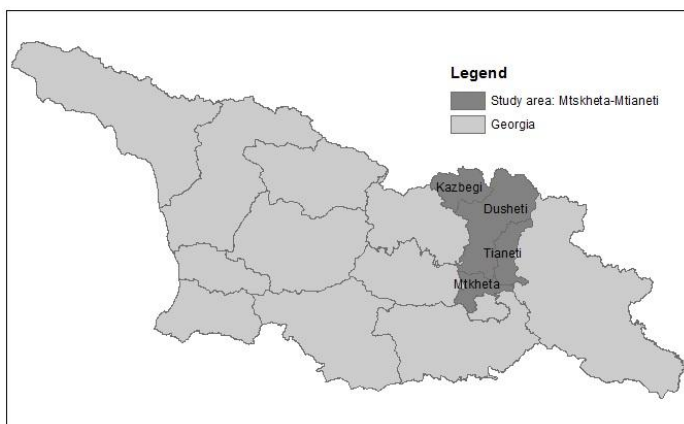 Legend
Study area: Mtskheta-Mtianeti
Georgia
Kazbegi
Dusheti
Tianeti
Mtkheta